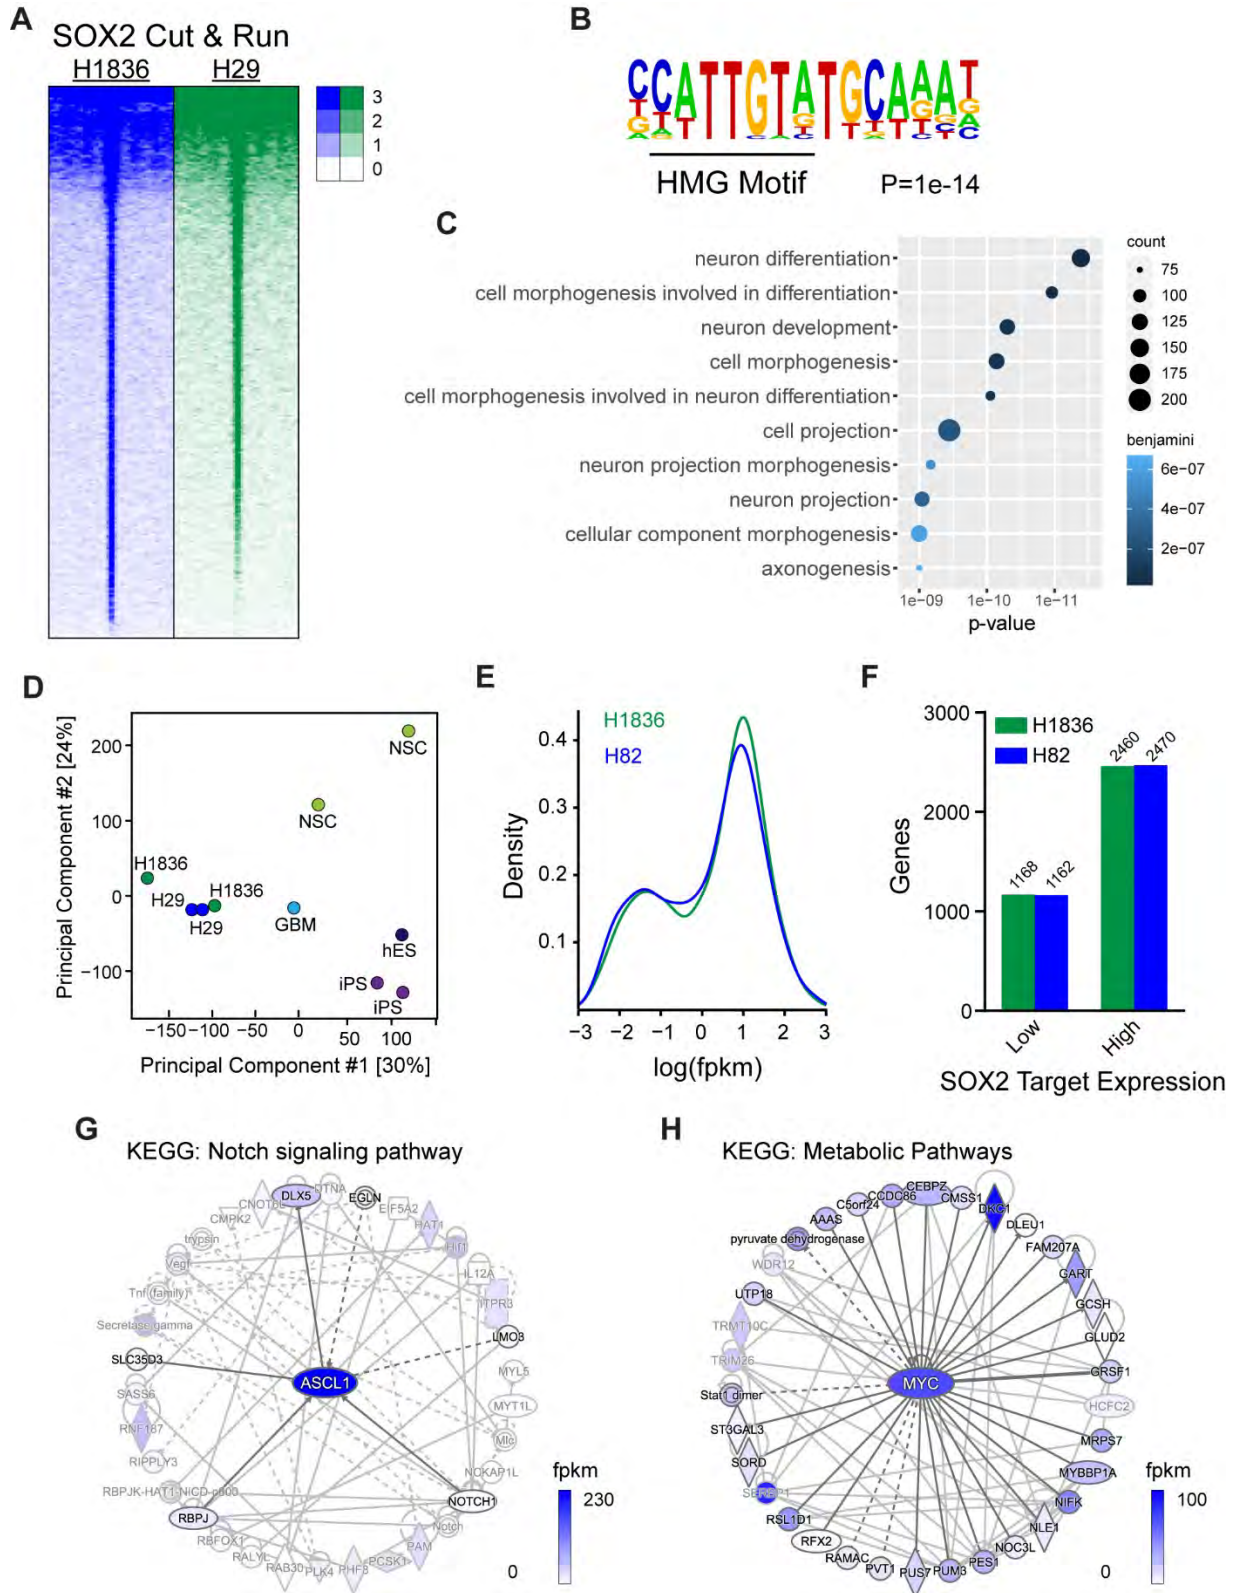 A
SOX2 Cut & Run
H1836 H29
3
2
1
0
B
HMG Motif P=1e-14
C
neuron differentiation
cell morphogenesis involved in differentiation
neuron development
cell morphogenesis
cell morphogenesis involved in neuron differentiation
cell projection
neuron projection morphogenesis
neuron projection
cellular component morphogenesis
axonogenesis
1e-09 1e-10 1e-11
p-value
count
75
100
125
150
175
200
benjamini
6e-07
4e-07
2e-07
D
Principal Component #2 [24%]
200
100
0
−100
NSC
NSC
H1836
H29
H1836
H29
GBM
hES
iPS
iPS
−150 −100 −50 0 50 100
Principal Component #1 [30%]
E
H1836
H82
Density
0.4
0.3
0.2
0.1
−3 −2 −1 0 1 2 3
log(fpkm)
F
H1836
H82
Genes
3000
2000
1000
0
1168 1162
2460 2470
Low High
SOX2 Target Expression
G
KEGG: Notch signaling pathway
DLX5
DTNA
EGLN
EIF5A2
HAT1
Hif1
IL12A
ITPR3
LMO3
MYL5
MYT1L
Mlc
NCKAP1L
NOTCH1
Notch
PAM
PCSK1
PHF8
PLK4
RAB30
RALYL
RBFOX1
RBPJ
RIPPLY3
RNF187
SASS6
SLC35D3
Secretase gamma
Tnf (family)
Vegf
trypsin
CMPK2
ASCL1
fpkm
230
0
H
KEGG: Metabolic Pathways
CEBPZ
CMSS1
DKC1
DLEU1
FAM207A
GART
GCSH
GLUD2
GRSF1
HCFC2
MRPS7
MYBBP1A
NIFK
NLE1
NOC3L
PES1
PUM3
PUS7
PVT1
RAMAC
RFX2
RSL1D1
SERBP1
SORD
ST3GAL3
Stat1 dimer
TRIM26
TRMT10C
UTP18
WDR12
pyruvate dehydrogenase
AAAS
C5orf24
CCDC86
MYC
fpkm
100
0